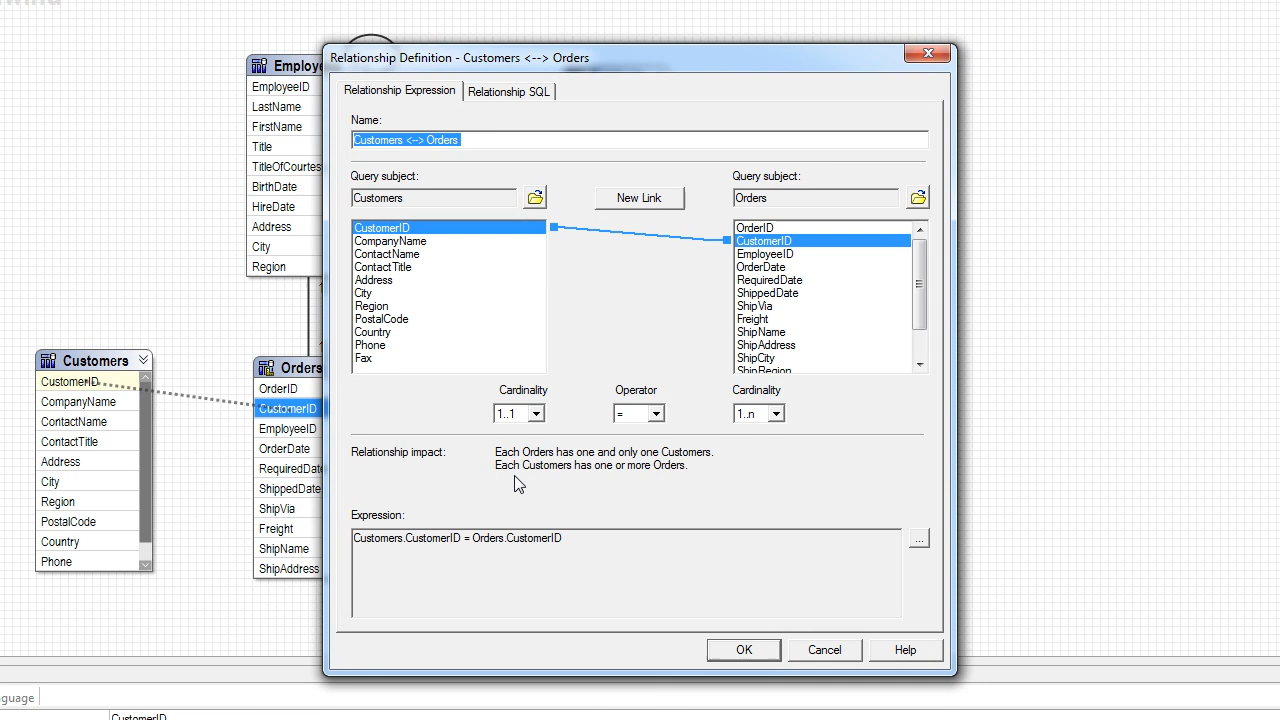 Relationship Definition - Customers <--> Orders
Relationship Expression
Relationship SQL
Name:
Customers <--> Orders
Query subject:
Customers
New Link
Query subject:
Orders
CustomerID
CompanyName
ContactName
ContactTitle
Address
City
Region
PostalCode
Country
Phone
Fax
OrderID
CustomerID
EmployeeID
OrderDate
RequiredDate
ShippedDate
ShipVia
Freight
ShipName
ShipAddress
ShipCity
ShipRegion
Cardinality
1..1
Operator
=
Cardinality
1..n
Relationship impact:
Each Orders has one and only one Customers.
Each Customers has one or more Orders.
Expression:
Customers.CustomerID = Orders.CustomerID
...
OK
Cancel
Help
EmployeeID
LastName
FirstName
Title
TitleOfCourtes
BirthDate
HireDate
Address
City
Region
Customers
CustomerID
CompanyName
ContactName
ContactTitle
Address
City
Region
PostalCode
Country
Phone
Orders
OrderID
CustomerID
EmployeeID
OrderDate
RequiredDate
ShippedDate
ShipVia
Freight
ShipName
ShipAddress
CustomerID